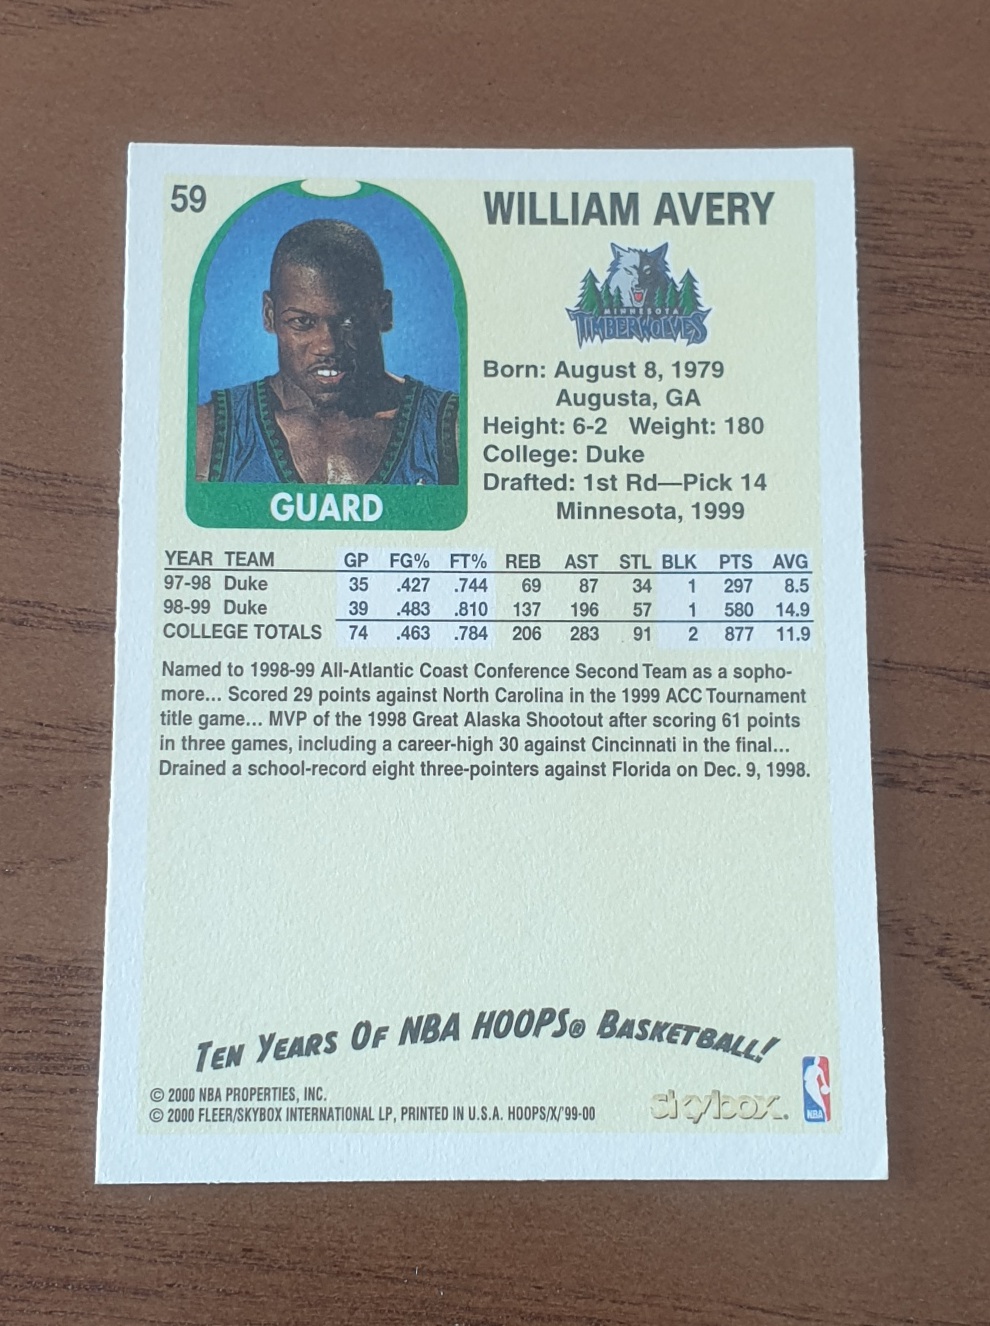 59
WILLIAM AVERY
MINNESOTA
TIMBERWOLVES
Born: August 8, 1979
Augusta, GA
Height: 6-2 Weight: 180
College: Duke
Drafted: 1st Rd—Pick 14
Minnesota, 1999
GUARD
YEAR TEAM GP FG% FT% REB AST STL BLK PTS AVG
97-98 Duke 35 .427 .744 69 87 34 1 297 8.5
98-99 Duke 39 .483 .810 137 196 57 1 580 14.9
COLLEGE TOTALS 74 .463 .784 206 283 91 2 877 11.9
Named to 1998-99 All-Atlantic Coast Conference Second Team as a sopho-
more... Scored 29 points against North Carolina in the 1999 ACC Tournament
title game... MVP of the 1998 Great Alaska Shootout after scoring 61 points
in three games, including a career-high 30 against Cincinnati in the final...
Drained a school-record eight three-pointers against Florida on Dec. 9, 1998.
TEN YEARS OF NBA HOOPS® BASKETBALL!
© 2000 NBA PROPERTIES, INC.
© 2000 FLEER/SKYBOX INTERNATIONAL LP, PRINTED IN U.S.A. HOOPS/X/'99-00
skybox.
NBA